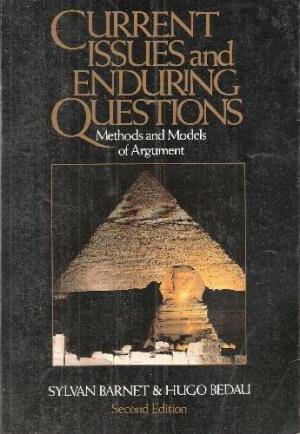 CURRENT
ISSUES and
ENDURING
QUESTIONS
Methods and Models
of Argument
SYLVAN BARNET & HUGO BEDAU
Second Edition